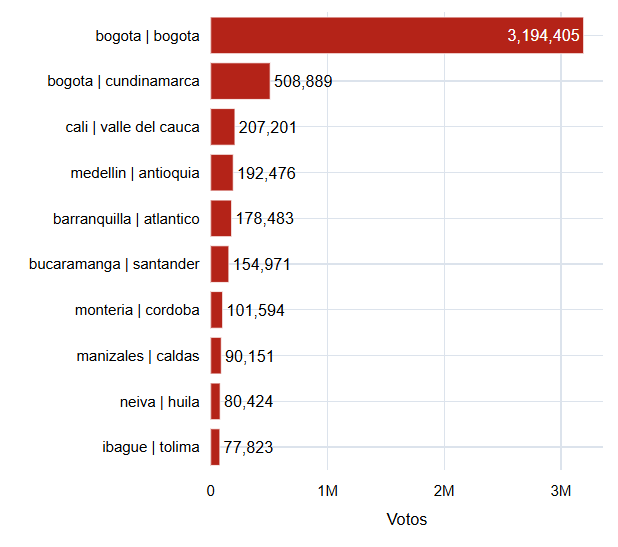 bogota | bogota 3,194,405
bogota | cundinamarca 508,889
cali | valle del cauca 207,201
medellin | antioquia 192,476
barranquilla | atlantico 178,483
bucaramanga | santander 154,971
monteria | cordoba 101,594
manizales | caldas 90,151
neiva | huila 80,424
ibague | tolima 77,823
0 1M 2M 3M
Votos